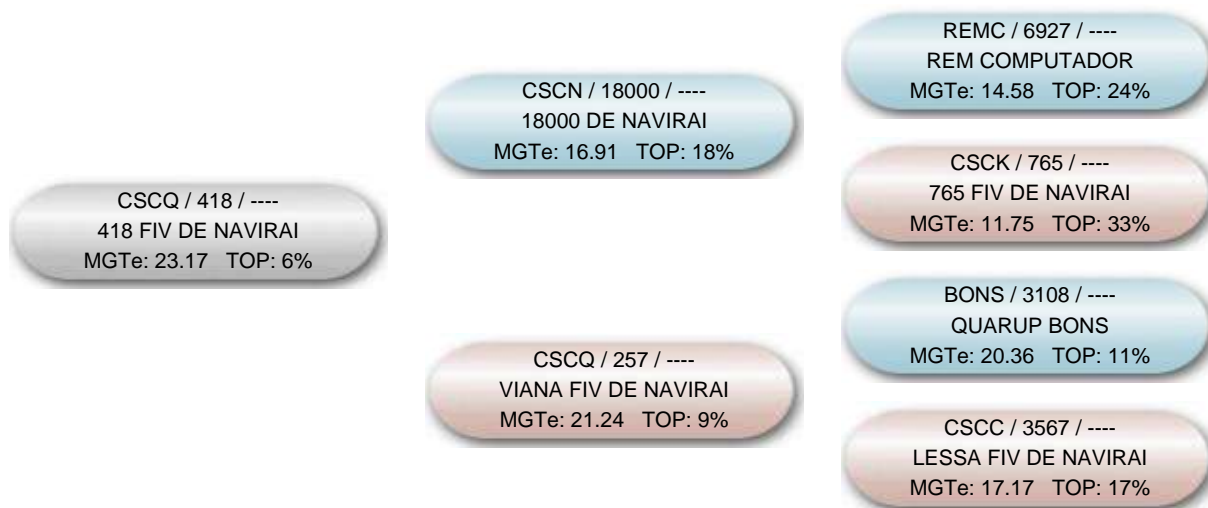 CSCQ / 418 / ----
418 FIV DE NAVIRAI
MGTe: 23.17 TOP: 6%
CSCN / 18000 / ----
18000 DE NAVIRAI
MGTe: 16.91 TOP: 18%
CSCQ / 257 / ----
VIANA FIV DE NAVIRAI
MGTe: 21.24 TOP: 9%
REMC / 6927 / ----
REM COMPUTADOR
MGTe: 14.58 TOP: 24%
CSCK / 765 / ----
765 FIV DE NAVIRAI
MGTe: 11.75 TOP: 33%
BONS / 3108 / ----
QUARUP BONS
MGTe: 20.36 TOP: 11%
CSCC / 3567 / ----
LESSA FIV DE NAVIRAI
MGTe: 17.17 TOP: 17%